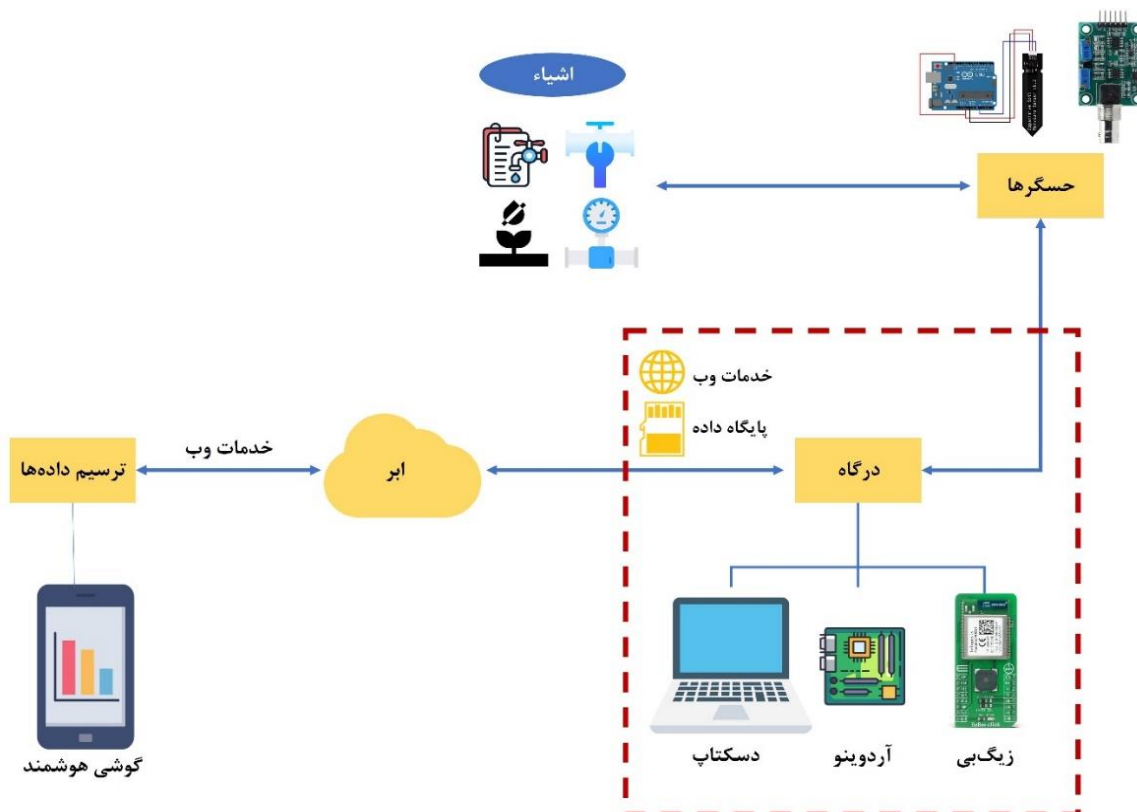 اشیاء
حسگرها
خدمات وب
پایگاه داده
درگاه
ابر
خدمات وب
ترسیم داده‌ها
زیگ‌بی
آردوینو
دسکتاپ
گوشی هوشمند